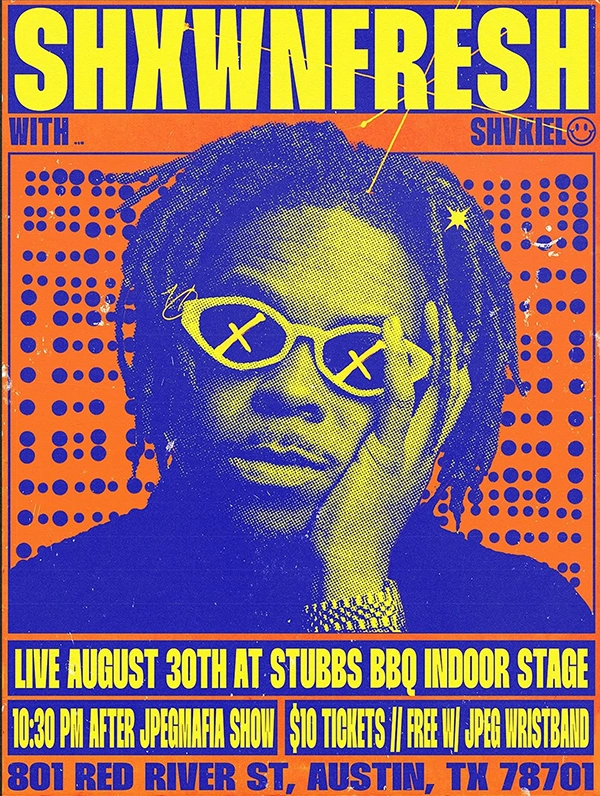 SHXWNFRESH
WITH... SHVXIEL
LIVE AUGUST 30TH AT STUBBS BBQ INDOOR STAGE
10:30 PM AFTER JPEGMAFIA SHOW $10 TICKETS // FREE W/ JPEG WRISTBAND
801 RED RIVER ST, AUSTIN, TX 78701